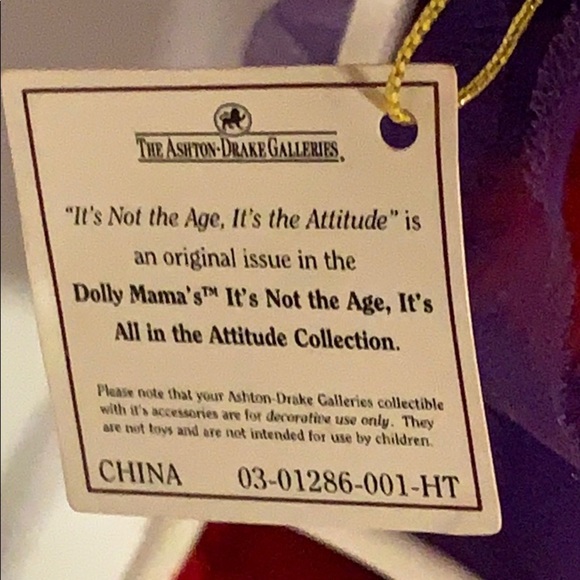 THE ASHTON-DRAKE GALLERIES.
“It's Not the Age, It's the Attitude” is
an original issue in the
Dolly Mama's™ It's Not the Age, It's
All in the Attitude Collection.
Please note that your Ashton-Drake Galleries collectible
with it's accessories are for decorative use only. They
are not toys and are not intended for use by children.
CHINA 03-01286-001-HT